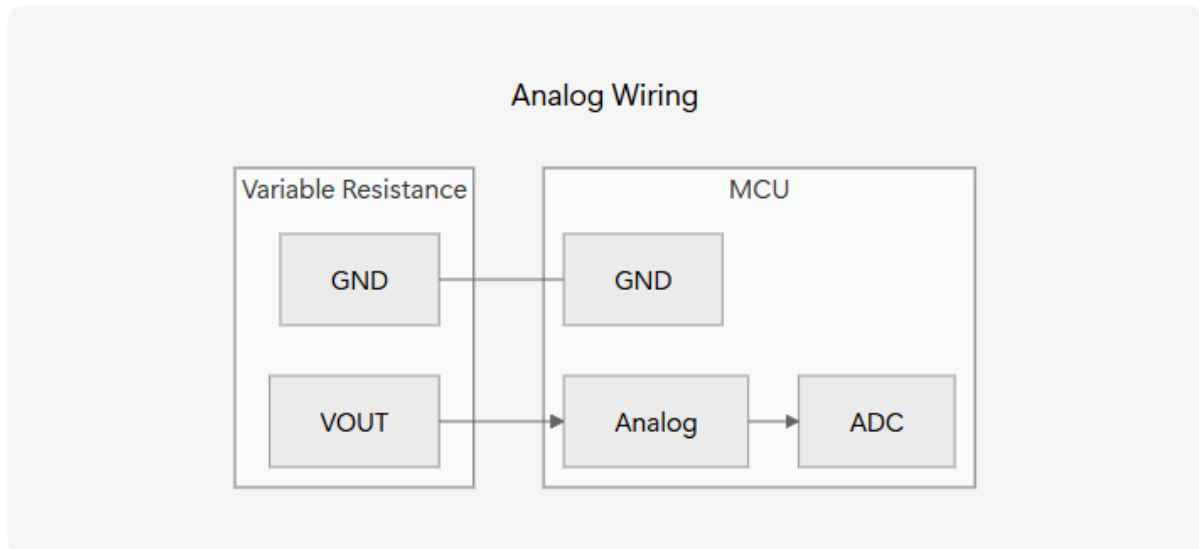 Analog Wiring
Variable Resistance
MCU
GND
GND
VOUT
Analog
ADC